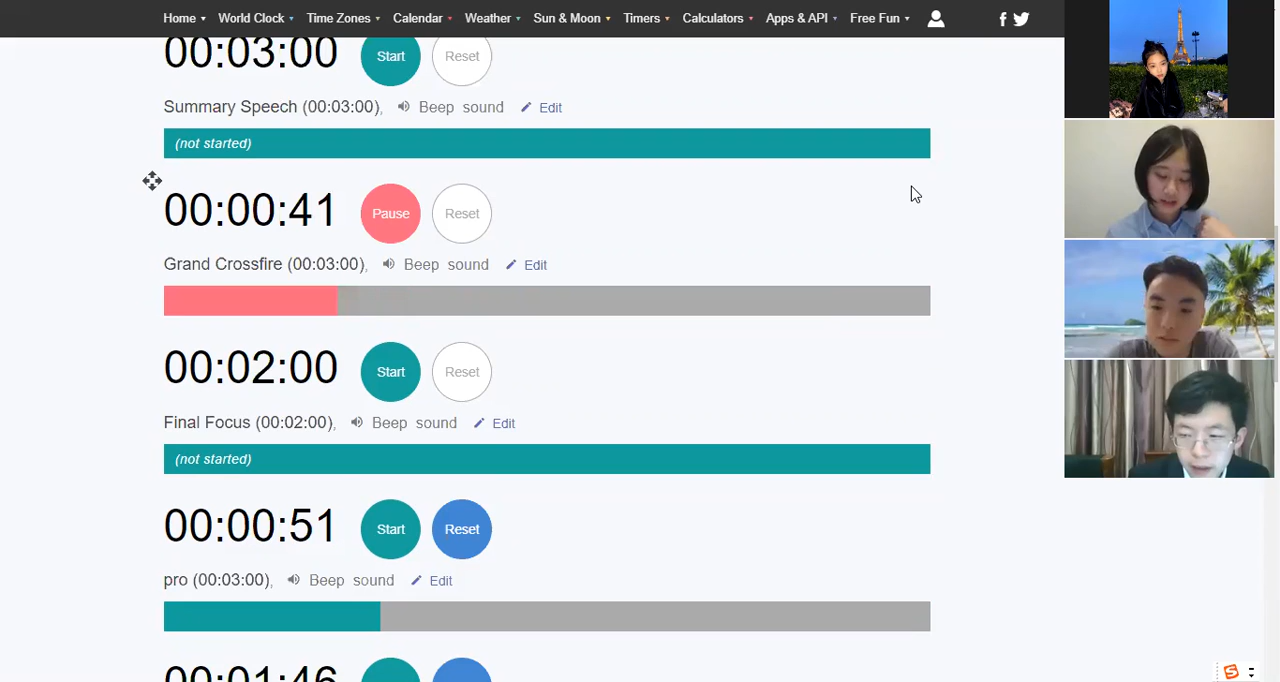 Home World Clock Time Zones Calendar Weather Sun & Moon Timers Calculators Apps & API Free Fun
00:03:00 Start Reset
Summary Speech (00:03:00), Beep sound Edit
(not started)
00:00:41 Pause Reset
Grand Crossfire (00:03:00), Beep sound Edit
00:02:00 Start Reset
Final Focus (00:02:00), Beep sound Edit
(not started)
00:00:51 Start Reset
pro (00:03:00), Beep sound Edit
00:01:46